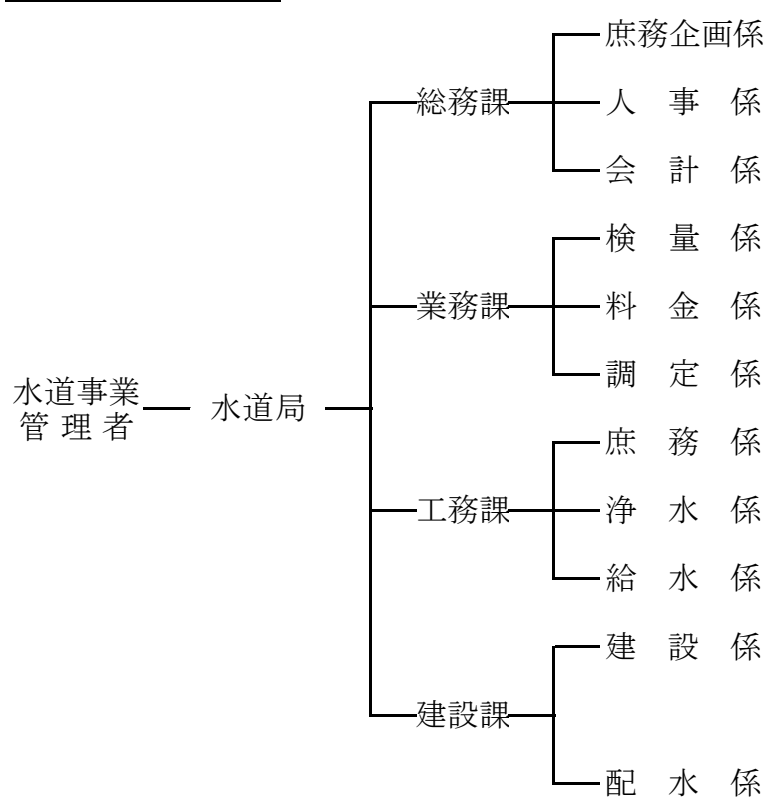 庶務企画係
総務課
人事係
会計係
検量係
業務課
料金係
調定係
水道事業
管理者
水道局
庶務係
工務課
浄水係
給水係
建設係
建設課
配水係